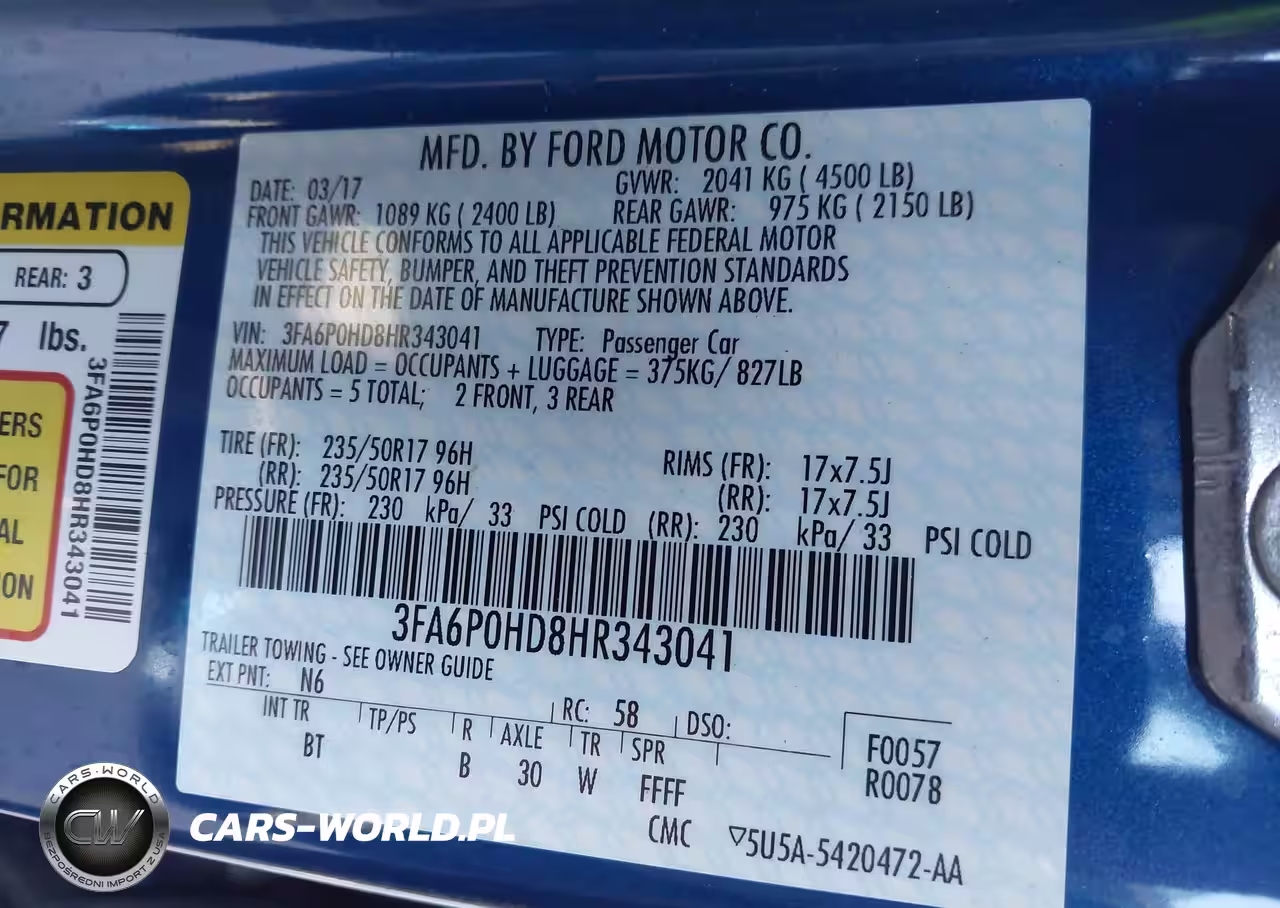 MFD. BY FORD MOTOR CO.
DATE: 03/17 GVWR: 2041 KG ( 4500 LB)
FRONT GAWR: 1089 KG ( 2400 LB) REAR GAWR: 975 KG ( 2150 LB)
THIS VEHICLE CONFORMS TO ALL APPLICABLE FEDERAL MOTOR
VEHICLE SAFETY, BUMPER, AND THEFT PREVENTION STANDARDS
IN EFFECT ON THE DATE OF MANUFACTURE SHOWN ABOVE.
VIN: 3FA6P0HD8HR343041 TYPE: Passenger Car
MAXIMUM LOAD = OCCUPANTS + LUGGAGE = 375KG/ 827LB
OCCUPANTS = 5 TOTAL; 2 FRONT, 3 REAR
TIRE (FR): 235/50R17 96H RIMS (FR): 17x7.5J
(RR): 235/50R17 96H (RR): 17x7.5J
PRESSURE (FR): 230 kPa/ 33 PSI COLD (RR): 230 kPa/ 33 PSI COLD
3FA6P0HD8HR343041
TRAILER TOWING - SEE OWNER GUIDE
EXT PNT: N6 RC: 58 DSO:
INT TR TP/PS R AXLE TR SPR
BT B 30 W FFFF
F0057
R0078
CMC ▽5U5A-5420472-AA
RMATION
REAR: 3
7 lbs.
ERS
FOR
AL
ON
3FA6P0HD8HR343041
CARS-WORLD
CW
BEZPOŚREDNI IMPORT Z USA
CARS-WORLD.PL